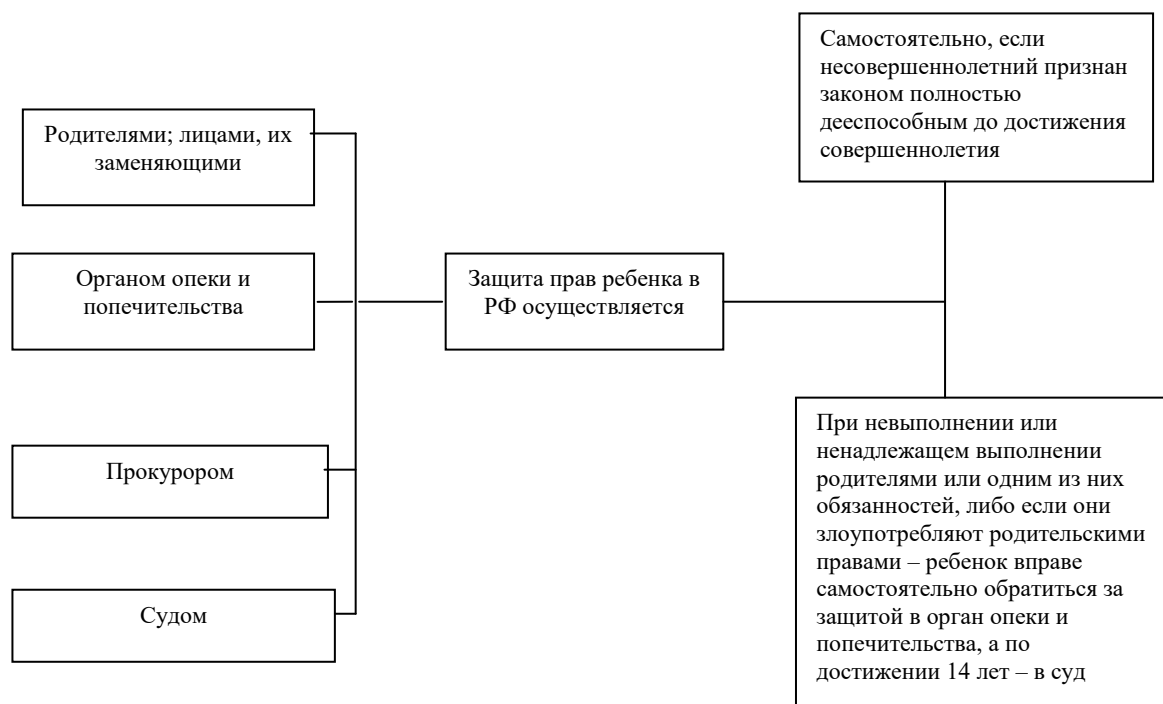 Родителями; лицами, их
заменяющими
Органом опеки и
попечительства
Прокурором
Судом
Защита прав ребенка в
РФ осуществляется
Самостоятельно, если
несовершеннолетний признан
законом полностью
дееспособным до достижения
совершеннолетия
При невыполнении или
ненадлежащем выполнении
родителями или одним из них
обязанностей, либо если они
злоупотребляют родительскими
правами – ребенок вправе
самостоятельно обратиться за
защитой в орган опеки и
попечительства, а по
достижении 14 лет – в суд